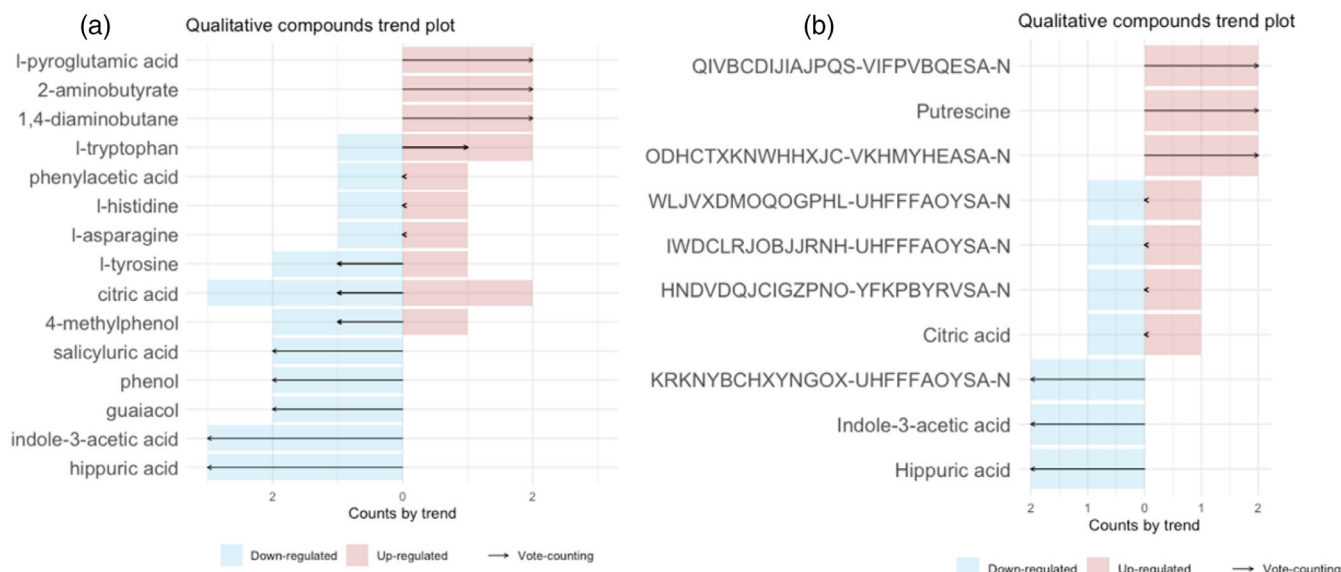 (a)
Qualitative compounds trend plot
l-pyroglutamic acid
2-aminobutyrate
1,4-diaminobutane
l-tryptophan
phenylacetic acid
l-histidine
l-asparagine
l-tyrosine
citric acid
4-methylphenol
salicyluric acid
phenol
guaiacol
indole-3-acetic acid
hippuric acid
2 0 2
Counts by trend
Down-regulated Up-regulated Vote-counting
(b)
Qualitative compounds trend plot
QIVBCDIJIAJPQS-VIFPVBQESA-N
Putrescine
ODHCTXKNWHHXJC-VKHMYHEASA-N
WLJVXDMOQOGPHL-UHFFFAOYSA-N
IWDCLRJOBJJRNH-UHFFFAOYSA-N
HNDVDQJCIGZPNO-YFKPBYRVSA-N
Citric acid
KRKNYBCHXYNGOX-UHFFFAOYSA-N
Indole-3-acetic acid
Hippuric acid
2 1 0 1 2
Counts by trend
Down-regulated Up-regulated Vote-counting